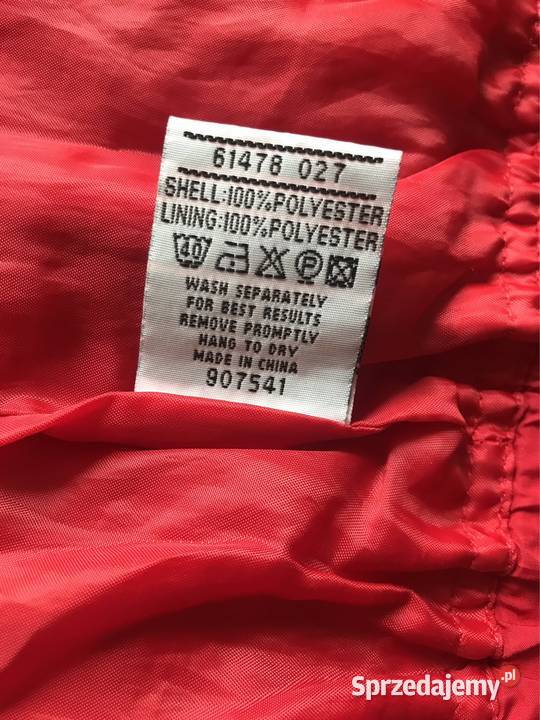 61478 027
SHELL:100%POLYESTER
LINING:100%POLYESTER
40 P
WASH SEPARATELY
FOR BEST RESULTS
REMOVE PROMPTLY
HANG TO DRY
MADE IN CHINA
907541
Sprzedajemy.pl